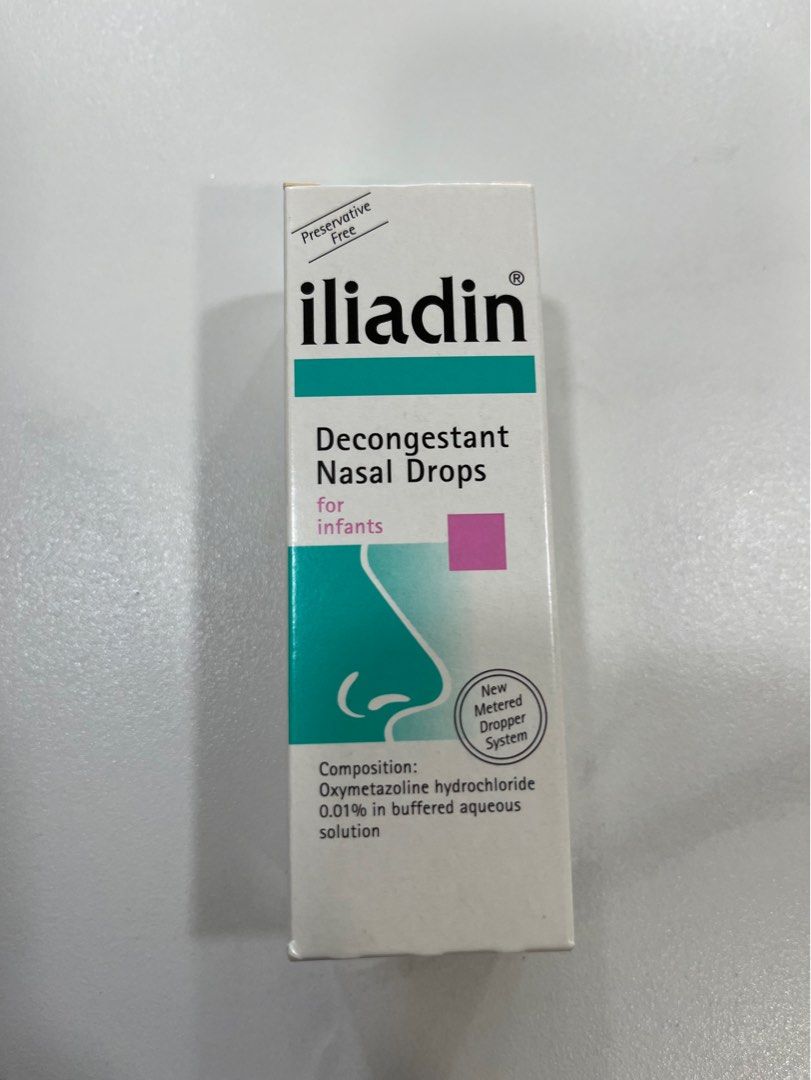 Preservative
Free
iliadin®
Decongestant
Nasal Drops
for
infants
New
Metered
Dropper
System
Composition:
Oxymetazoline hydrochloride
0.01% in buffered aqueous
solution